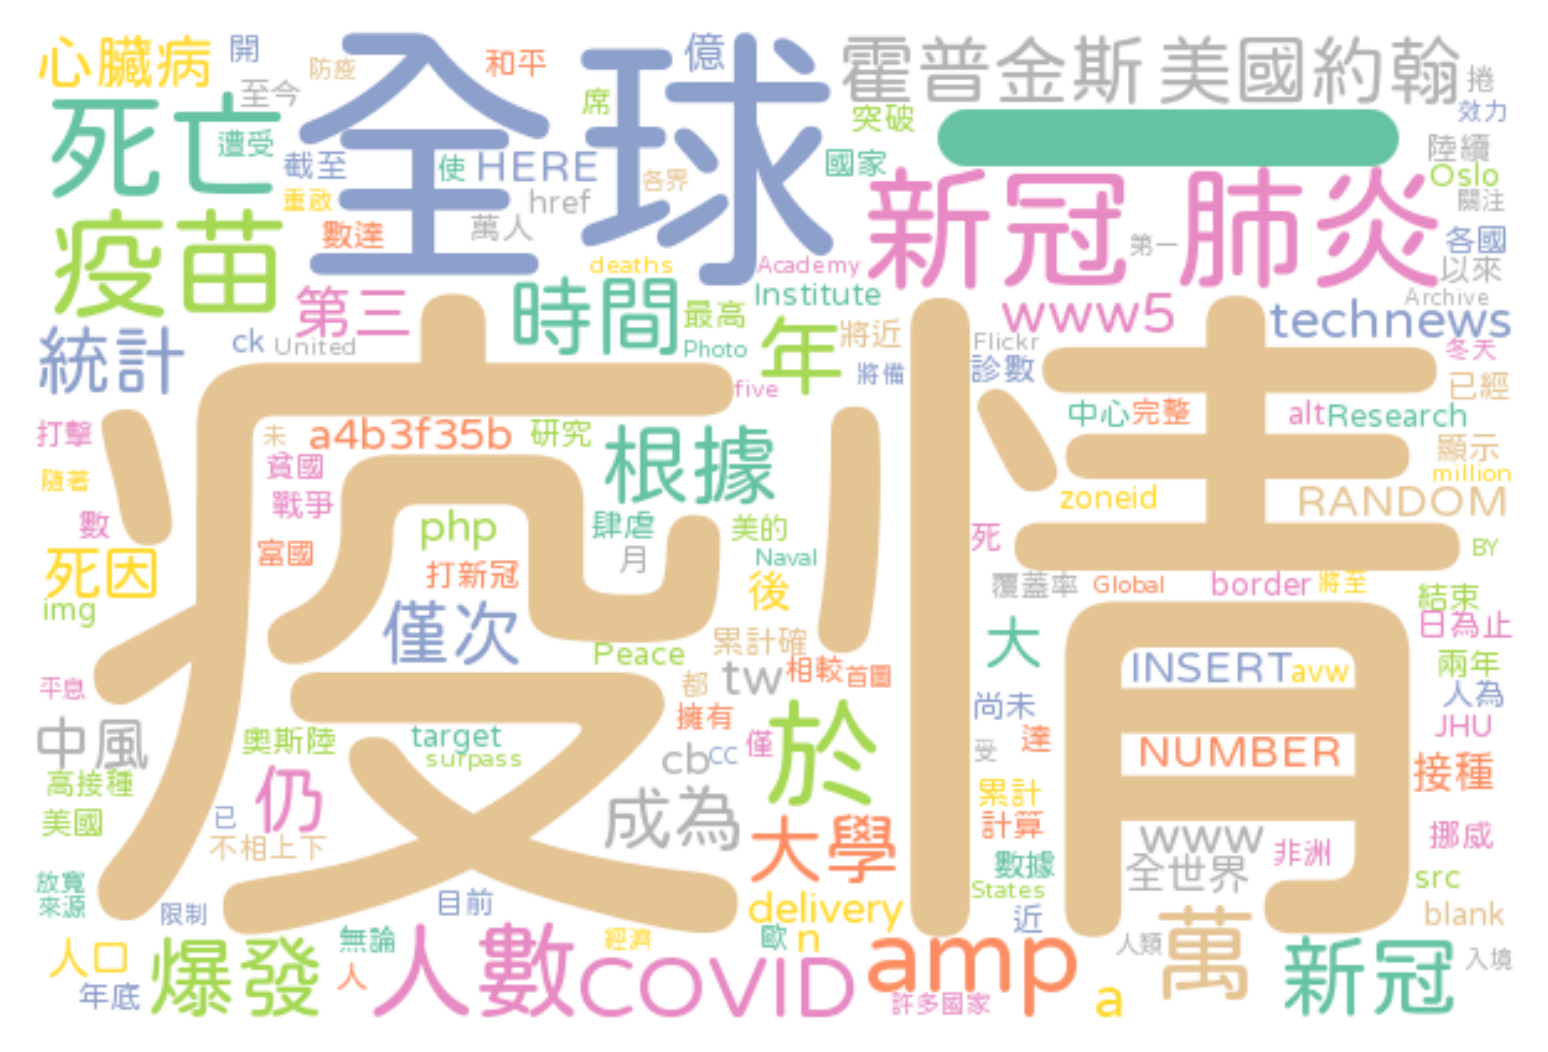 心臟病 開 防疫 和平 億 霍普金斯 美國約翰 捲
全球
至今 席 突破 效力
死亡 遭受 截至 使 HERE 各界 國家 一 陸續
重啟 href Oslo
新冠 肺炎 關注
疫苗 數達 萬人 第一 各國
deaths Academy 以來
第三 時間 最高 Institute www5 Archive technews
統計 ck United Photo 年 將近 Flickr 冬天
疫情
five 將備 診數 已經
打擊 未 a4b3f35b 研究 根據 中心 完整 alt Research
隨著 貧國 顯示 million
數 戰爭 php 肆虐 美的 死 zoneid RANDOM
富國 月 Naval BY
死因 打新冠 後 覆蓋率 Global border 將至 結束
img 僅次 累計確 大 日為止
Peace tw 相較 首圖 INSERT avw 兩年
平息 都 尚未 人為
中風 奧斯陸 target 擁有 僅 於 受 達 NUMBER JHU
surpass cb cc 接種
高接種 仍 成為 累計
美國 已 計算 www 挪威
不相上下 大學 數據 全世界 非洲
放寬 States src
來源 限制 目前 delivery 近 blank
人口 爆發 無論 人數 經濟 歐 n amp 人類 萬 新冠 入境
年底 人 COVID 許多國家 a